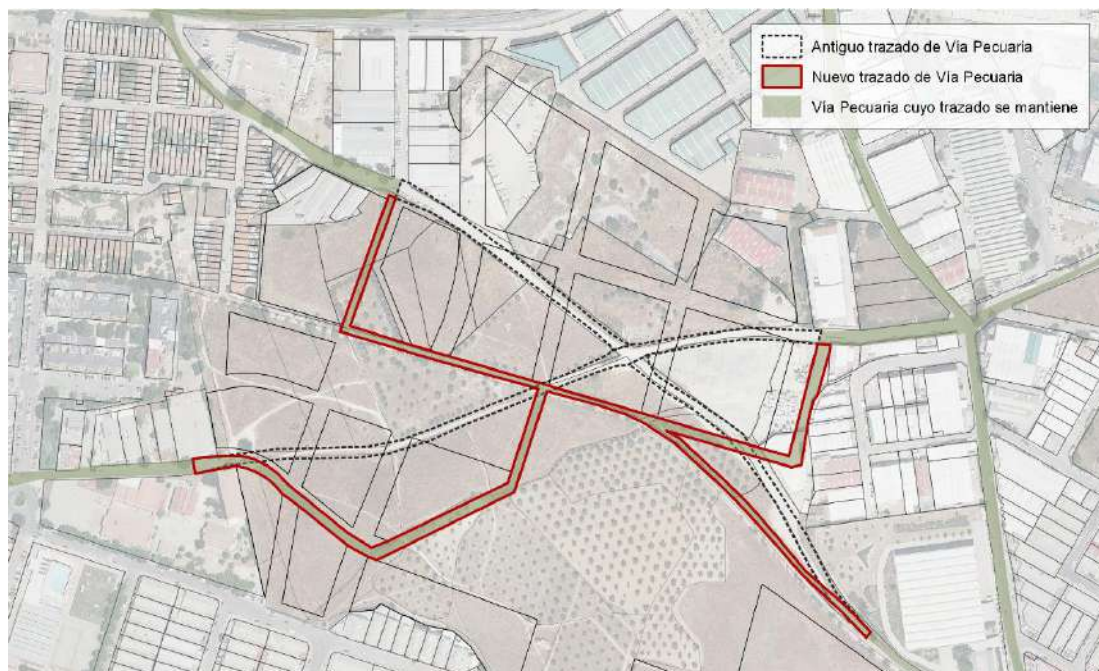 Antiguo trazado de Vía Pecuaria
Nuevo trazado de Vía Pecuaria
Vía Pecuaria cuyo trazado se mantiene